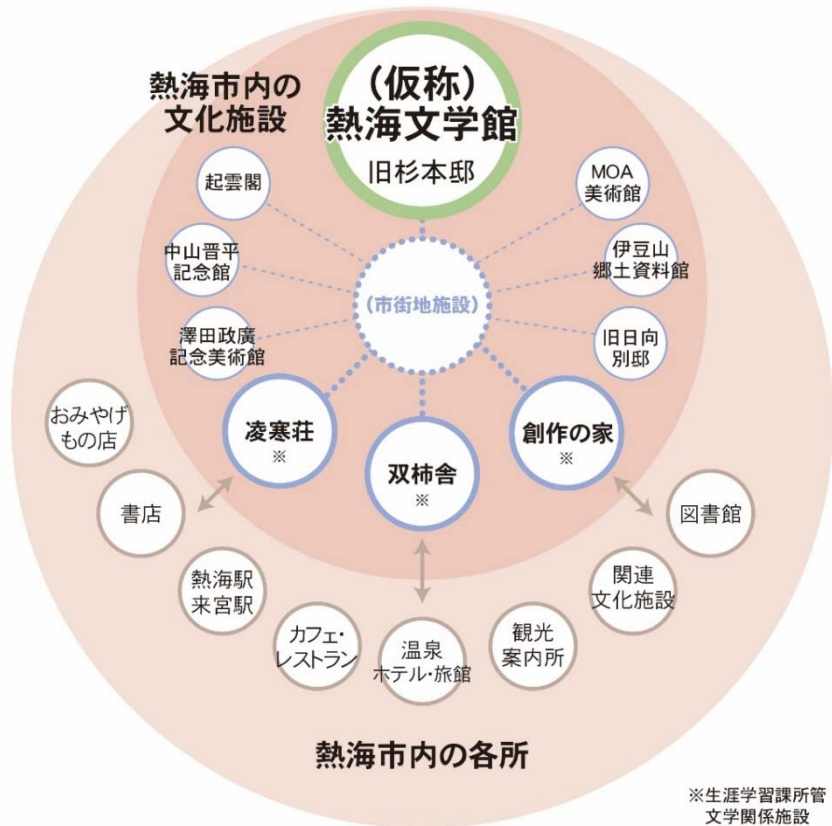 熱海市内の
文化施設
（仮称）
熱海文学館
旧杉本邸
起雲閣
MOA
美術館
中山晋平
記念館
伊豆山
郷土資料館
（市街地施設）
澤田政廣
記念美術館
旧日向
別邸
凌寒荘
※
双柿舎
※
創作の家
※
おみやげ
もの店
書店
熱海駅
来宮駅
カフェ・
レストラン
温泉
ホテル・旅館
観光
案内所
関連
文化施設
図書館
熱海市内の各所
※生涯学習課所管
文学関係施設